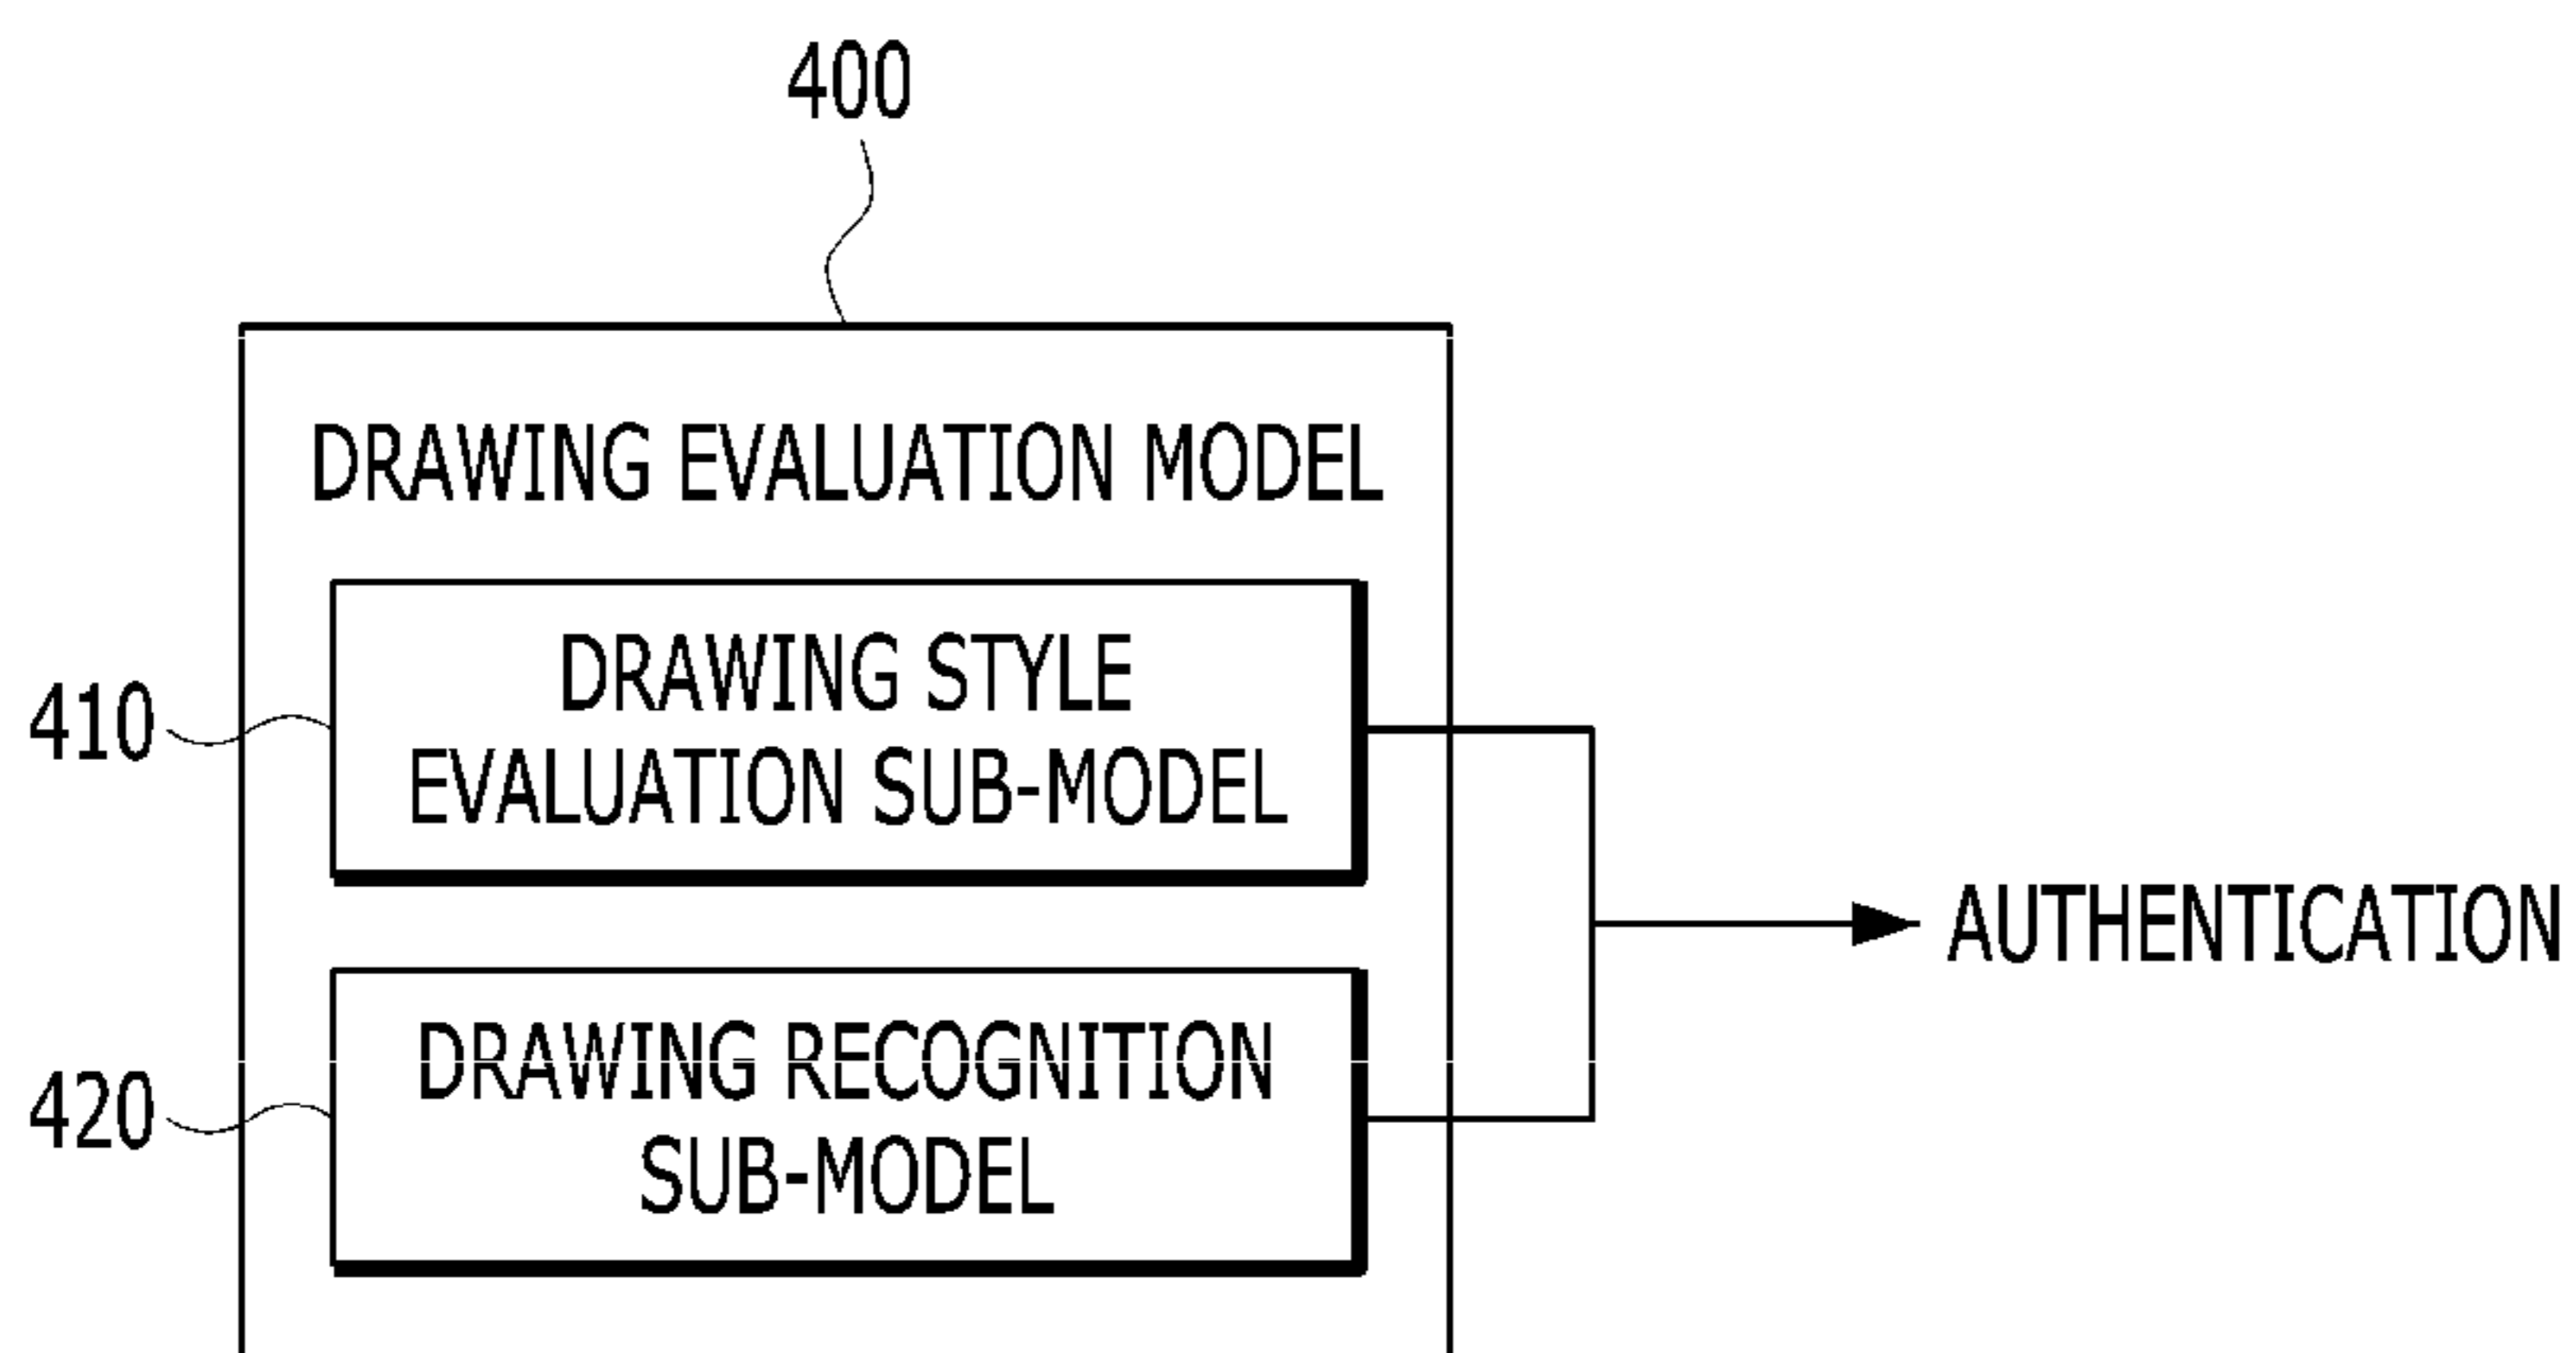 400
DRAWING EVALUATION MODEL
410
DRAWING STYLE
EVALUATION SUB-MODEL
AUTHENTICATION
420
DRAWING RECOGNITION
SUB-MODEL